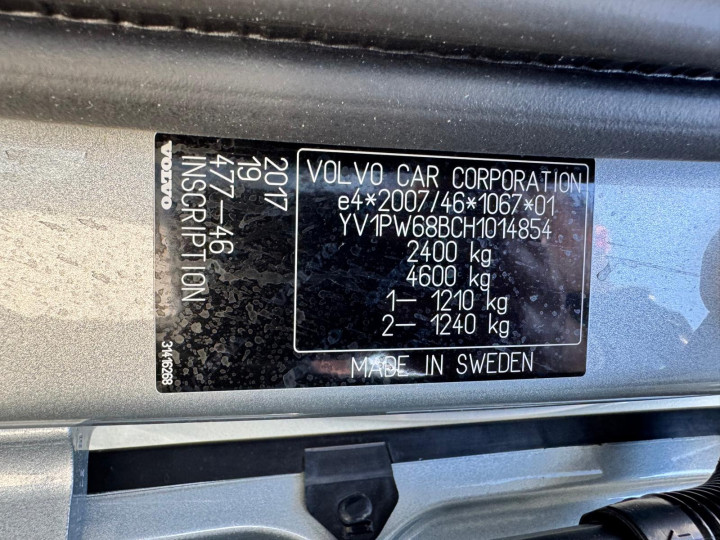 VOLVO CAR CORPORATION
e4*2007/46*1067*01
YV1PW68BCH1014854
2400 kg
4600 kg
1— 1210 kg
2— 1240 kg
MADE IN SWEDEN
2017
19
477—46
INSCRIPTION
VOLVO
31416268